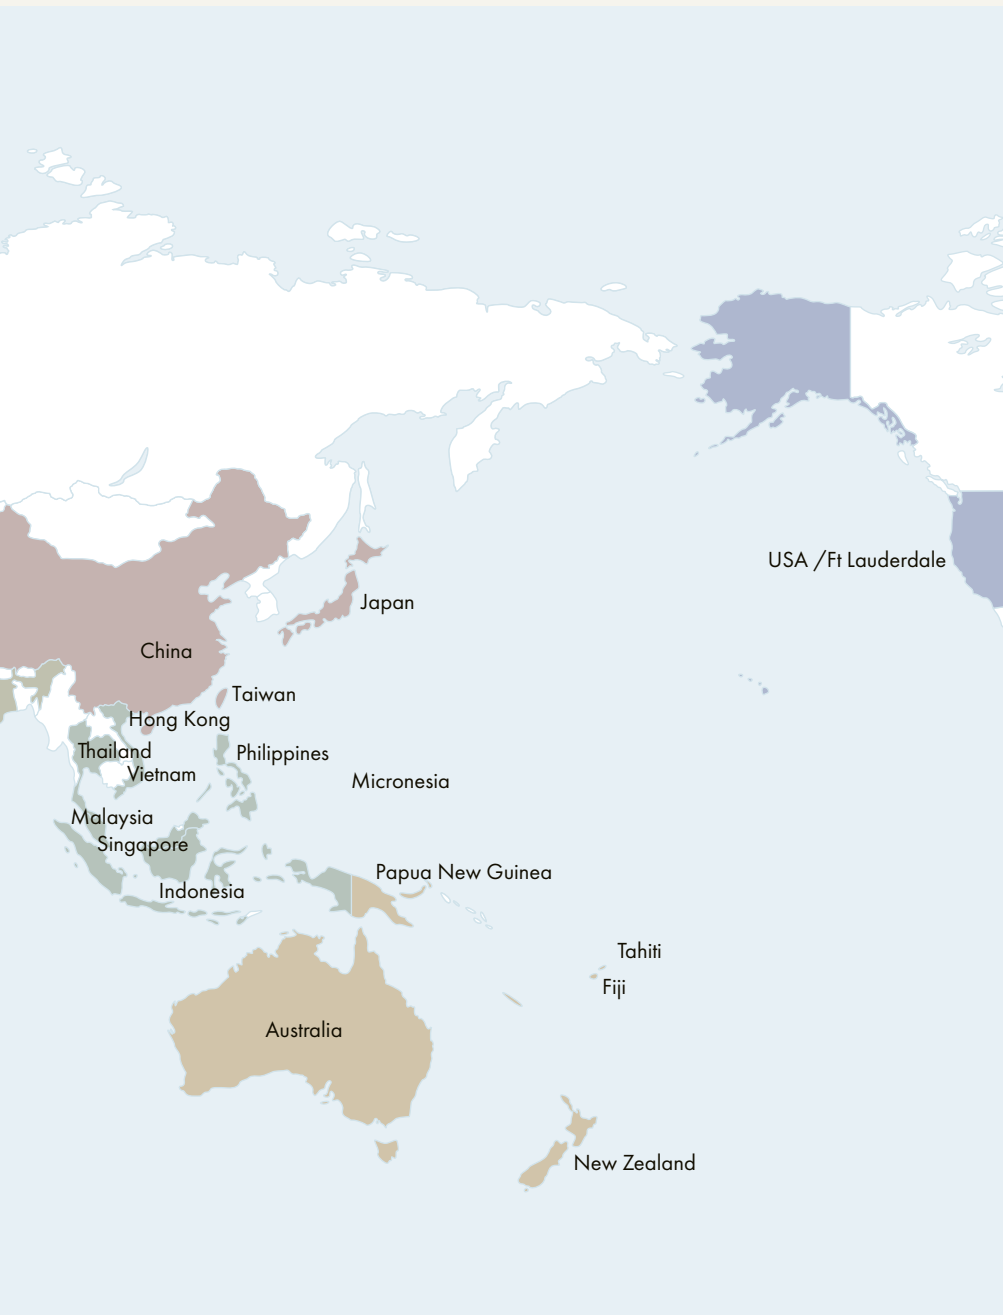 USA /Ft Lauderdale
Japan
China
Taiwan
Hong Kong
Thailand
Philippines
Vietnam
Micronesia
Malaysia
Singapore
Papua New Guinea
Indonesia
Tahiti
Fiji
Australia
New Zealand